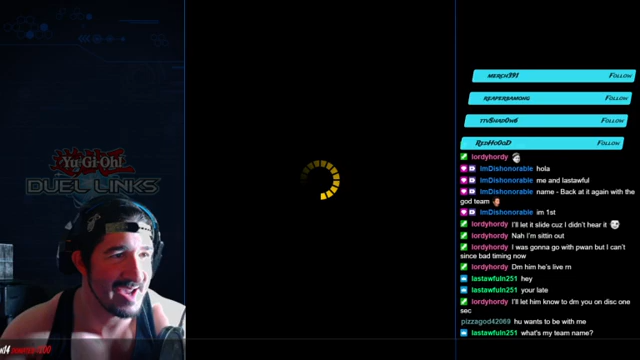 Yu-Gi-Oh!
DUEL LINKS
MERCH391 FOLLOW
REAPERBAMONG FOLLOW
TTVSHAD0W6 FOLLOW
REDHOOD FOLLOW
lordyhordy
ImDishonorable hola
ImDishonorable me and lastawful
ImDishonorable name - Back at it again with the
god team
ImDishonorable im 1st
lordyhordy I'll let it slide cuz I didn't hear it
lordyhordy Nah I'm sittin out
lordyhordy I was gonna go with pwan but I can't
since bad timing now
lordyhordy Dm him he's live rn
lastawfuln251 hey
lastawfuln251 your late
lordyhordy I'll let him know to dm you on disc one
sec
pizzagod42069 hu wants to be with me
lastawfuln251 what's my team name?